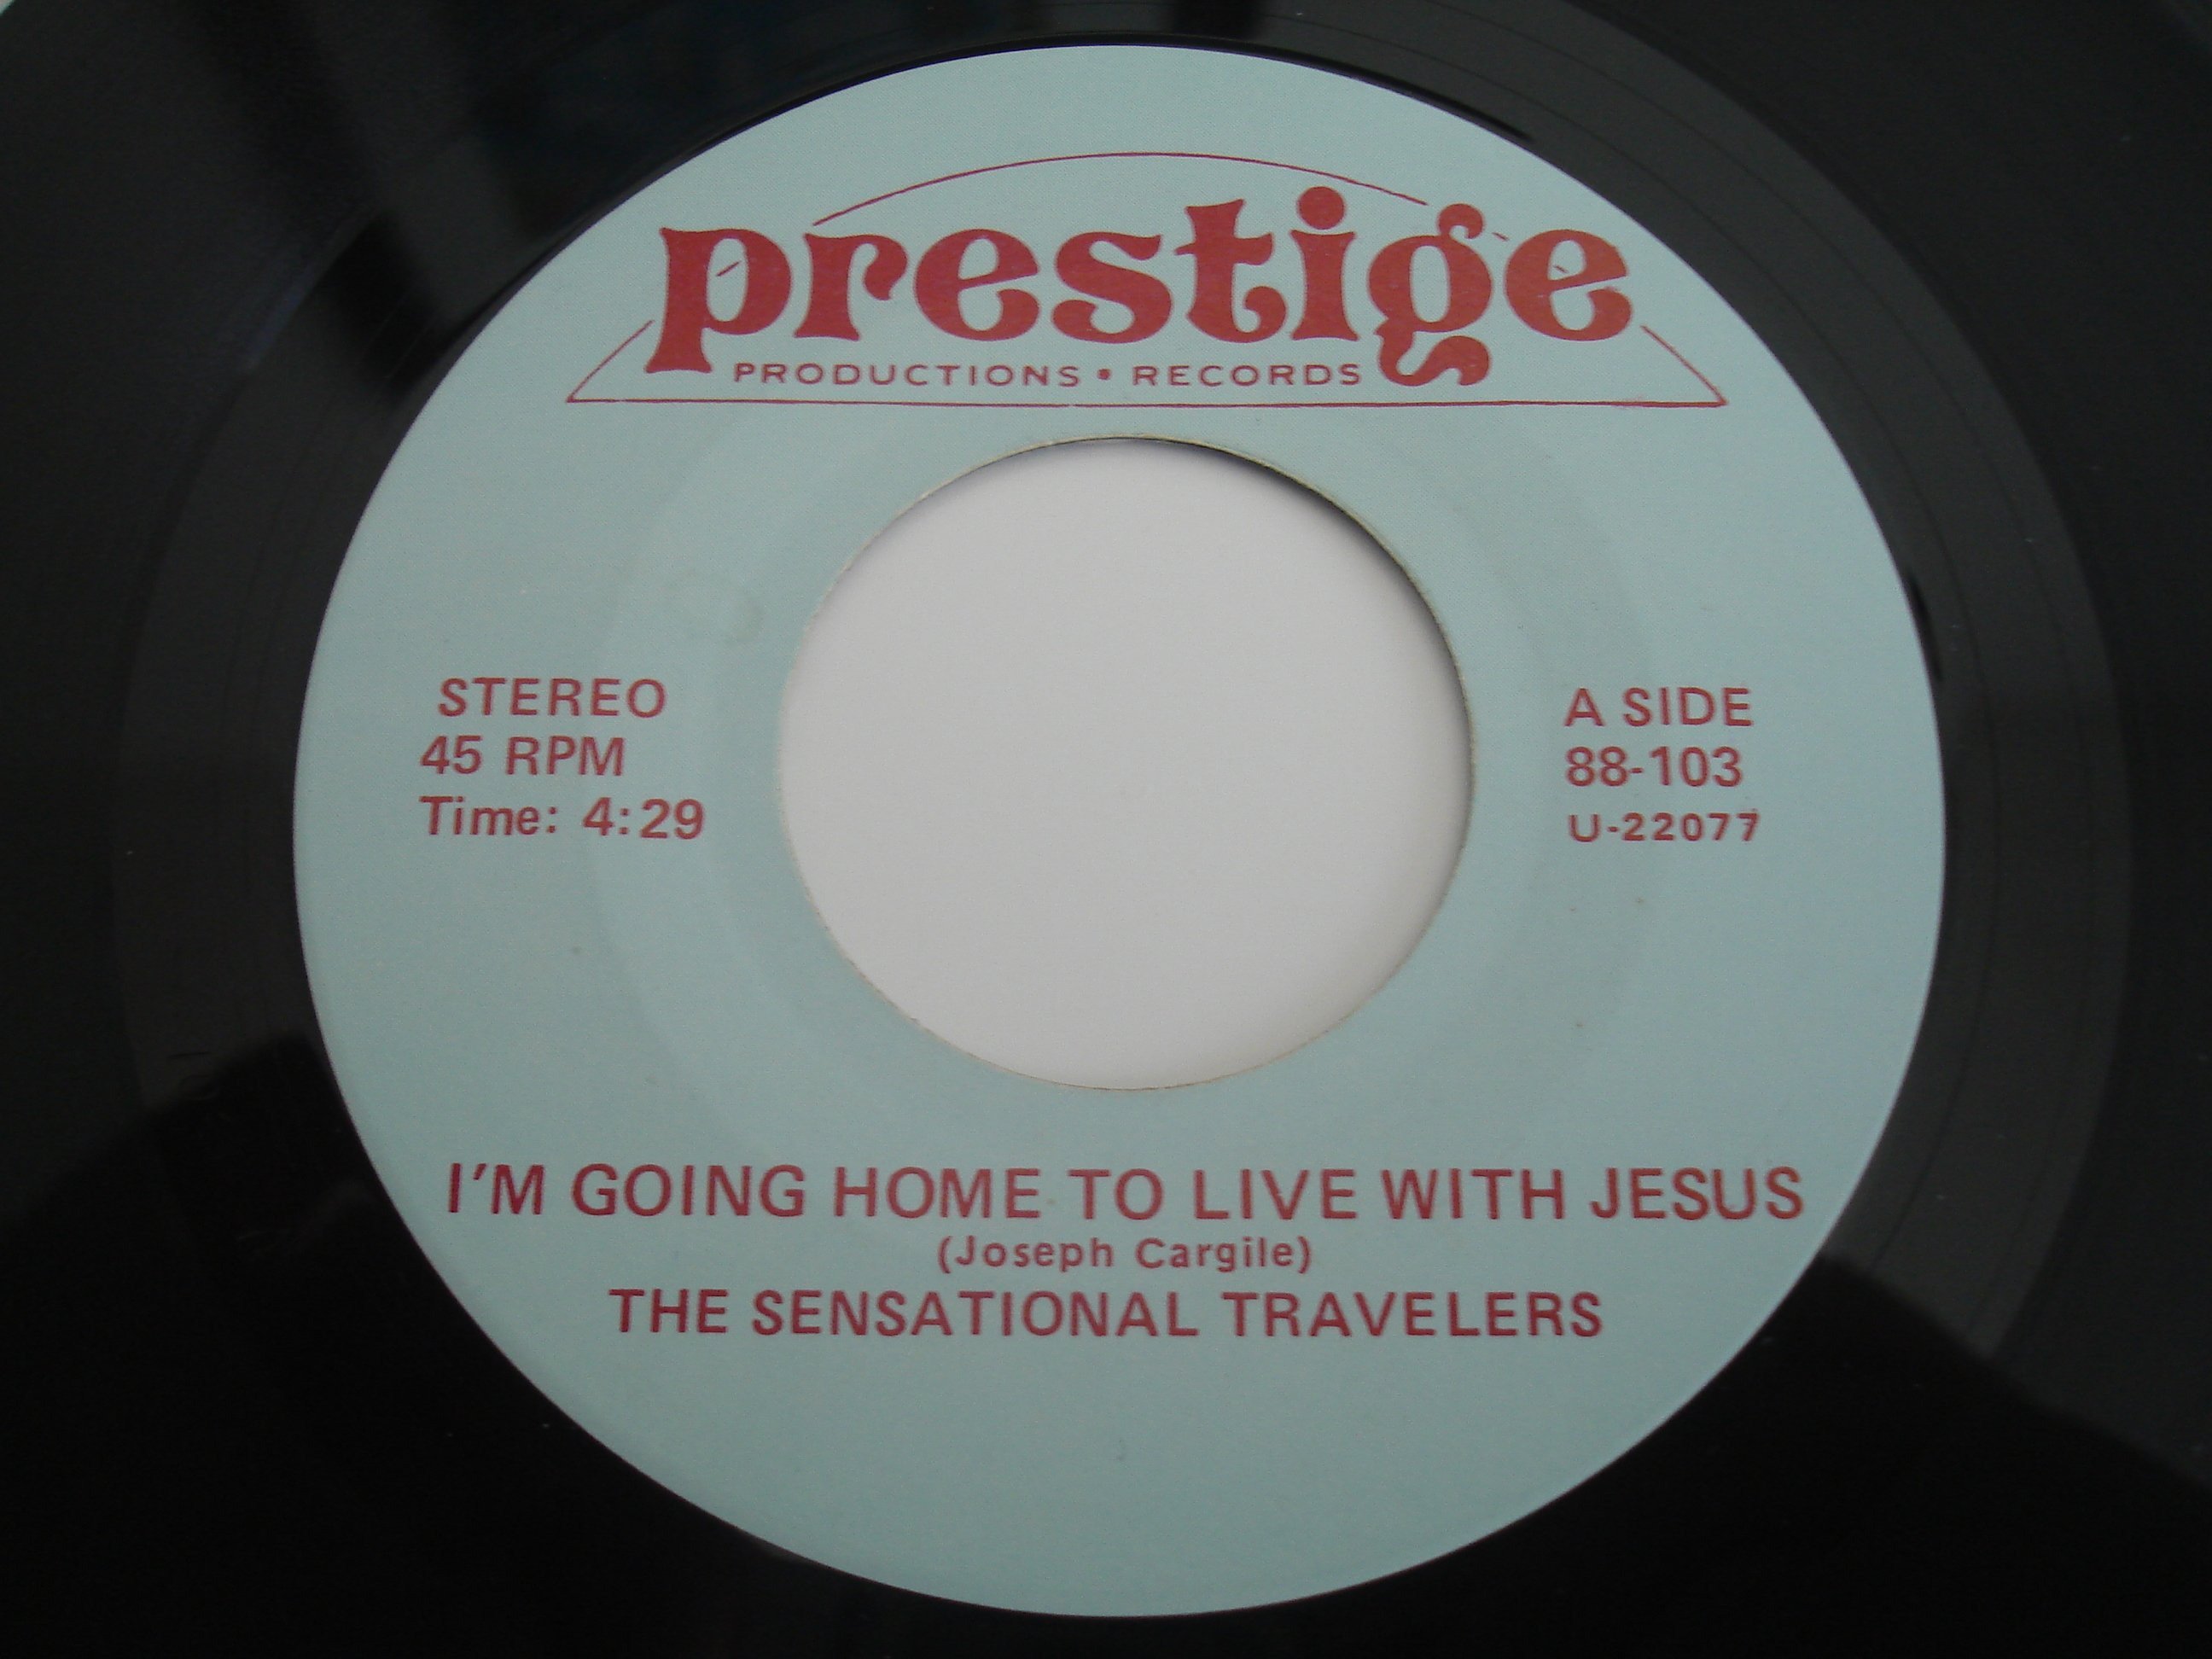 prestige
PRODUCTIONS • RECORDS
STEREO
45 RPM
Time: 4:29
A SIDE
88-103
U-22077
I'M GOING HOME TO LIVE WITH JESUS
(Joseph Cargile)
THE SENSATIONAL TRAVELERS